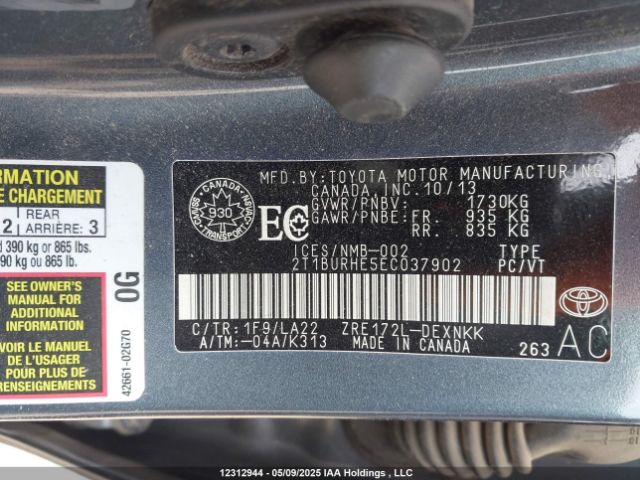 RMATION
E CHARGEMENT
2 REAR ARRIÈRE: 3
390 kg or 865 lbs.
90 kg ou 865 lb.
SEE OWNER'S
MANUAL FOR
ADDITIONAL
INFORMATION
VOIR LE MANUEL
DE L'USAGER
POUR PLUS DE
RENSEIGNEMENTS
0G
42661-02G70
CANADA
930
EC
MFD.BY:TOYOTA MOTOR MANUFACTURING
CANADA,INC.10/13
GVWR/PNBV: 1730KG
GAWR/PNBE:FR. 935 KG
RR. 835 KG
ICES/NMB-002 TYPE
2T1BURHE5EC037902 PC/VT
C/TR:1F9/LA22 ZRE172L-DEXNKK
A/TM:-04A/K313 MADE IN CANADA
263 AC
TOYOTA
12312944 - 05/09/2025 IAA Holdings , LLC